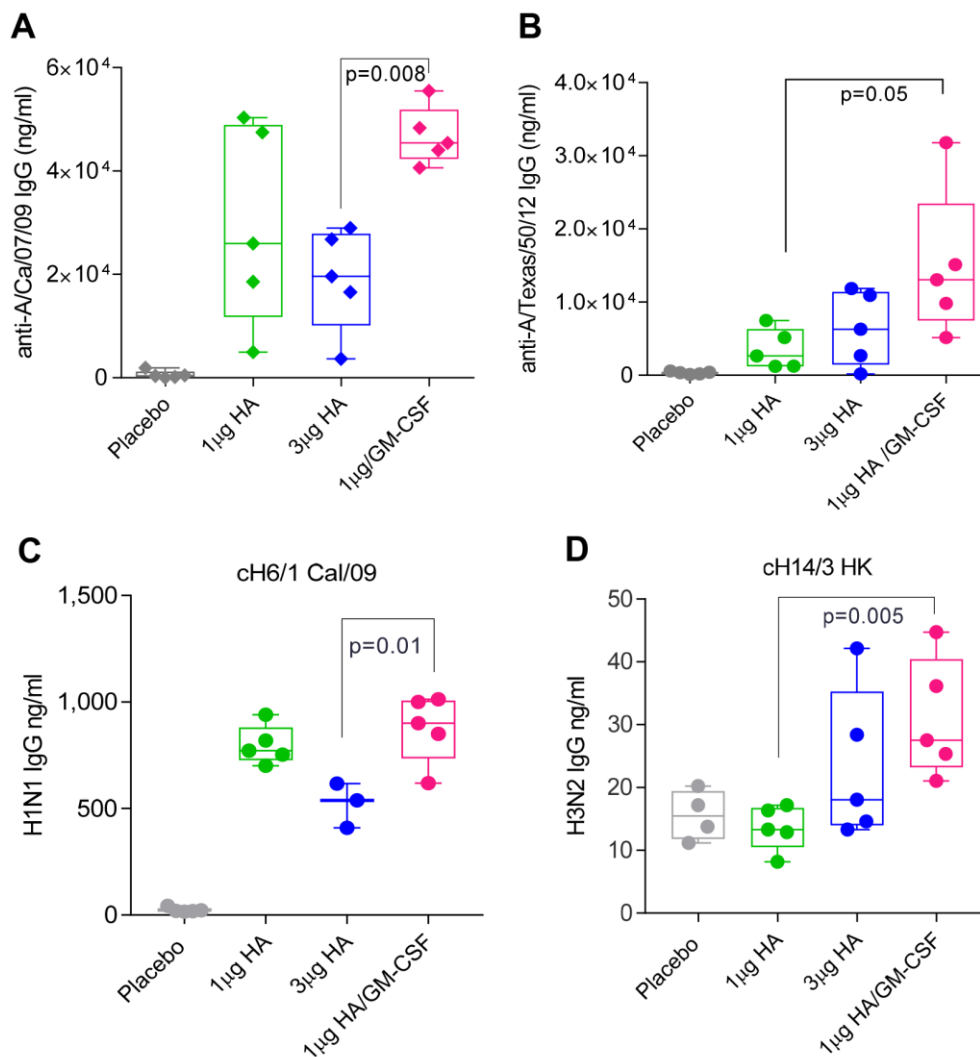 A
anti-A/Ca/07/09 IgG (ng/ml)
6×10⁴
4×10⁴
2×10⁴
0
p=0.008
Placebo
1μg HA
3μg HA
1μg/GM-CSF
B
anti-A/Texas/50/12 IgG (ng/ml)
4.0×10⁴
3.0×10⁴
1.0×10⁴
1.0×10⁴
0
p=0.05
Placebo
1μg HA
3μg HA
1μg HA /GM-CSF
C
cH6/1 Cal/09
H1N1 IgG ng/ml
1,500
1,000
500
0
p=0.01
Placebo
1μg HA
3μg HA
1μg HA/GM-CSF
D
cH14/3 HK
H3N2 IgG ng/ml
50
40
30
20
10
0
p=0.005
Placebo
1μg HA
3μg HA
1μg HA/GM-CSF